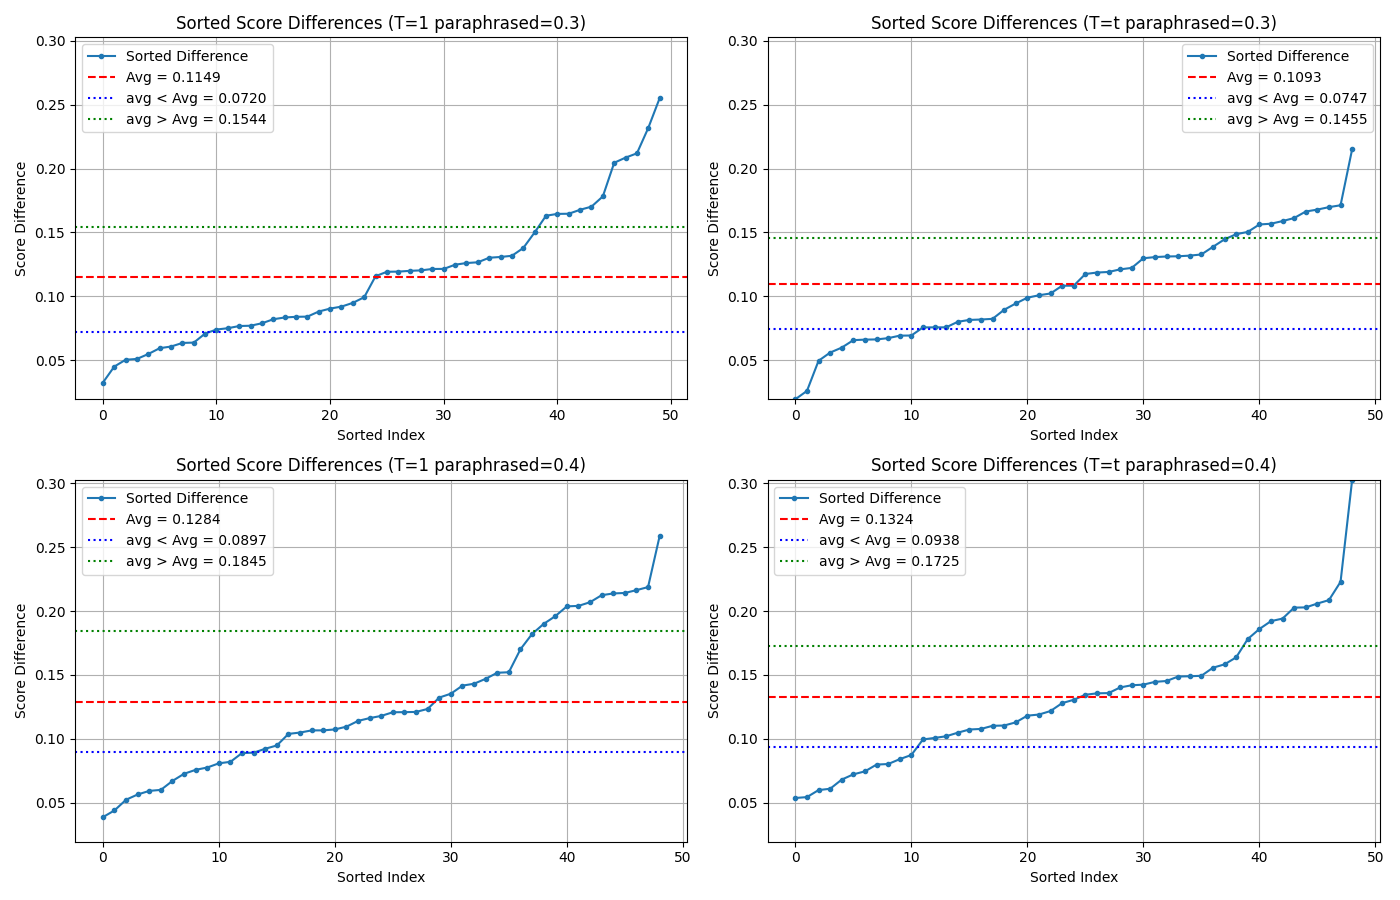 Sorted Score Differences (T=1 paraphrased=0.3)
Sorted Difference
Avg = 0.1149
avg < Avg = 0.0720
avg > Avg = 0.1544
Score Difference
0.30
0.25
0.20
0.15
0.10
0.05
0 10 20 30 40 50
Sorted Index
Sorted Score Differences (T=t paraphrased=0.3)
Sorted Difference
Avg = 0.1093
avg < Avg = 0.0747
avg > Avg = 0.1455
Score Difference
0.30
0.25
0.20
0.15
0.10
0.05
0 10 20 30 40 50
Sorted Index
Sorted Score Differences (T=1 paraphrased=0.4)
Sorted Difference
Avg = 0.1284
avg < Avg = 0.0897
avg > Avg = 0.1845
Score Difference
0.30
0.25
0.20
0.15
0.10
0.05
0 10 20 30 40 50
Sorted Index
Sorted Score Differences (T=t paraphrased=0.4)
Sorted Difference
Avg = 0.1324
avg < Avg = 0.0938
avg > Avg = 0.1725
Score Difference
0.30
0.25
0.20
0.15
0.10
0.05
0 10 20 30 40 50
Sorted Index